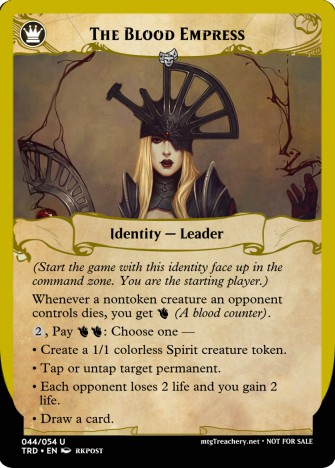 The Blood Empress
Identity — Leader
(Start the game with this identity face up in the
command zone. You are the starting player.)
Whenever a nontoken creature an opponent
controls dies, you get (A blood counter).
2, Pay : Choose one —
• Create a 1/1 colorless Spirit creature token.
• Tap or untap target permanent.
• Each opponent loses 2 life and you gain 2
life.
• Draw a card.
044/054 U
TRD • EN RKPOST
mtgTreachery.net • NOT FOR SALE